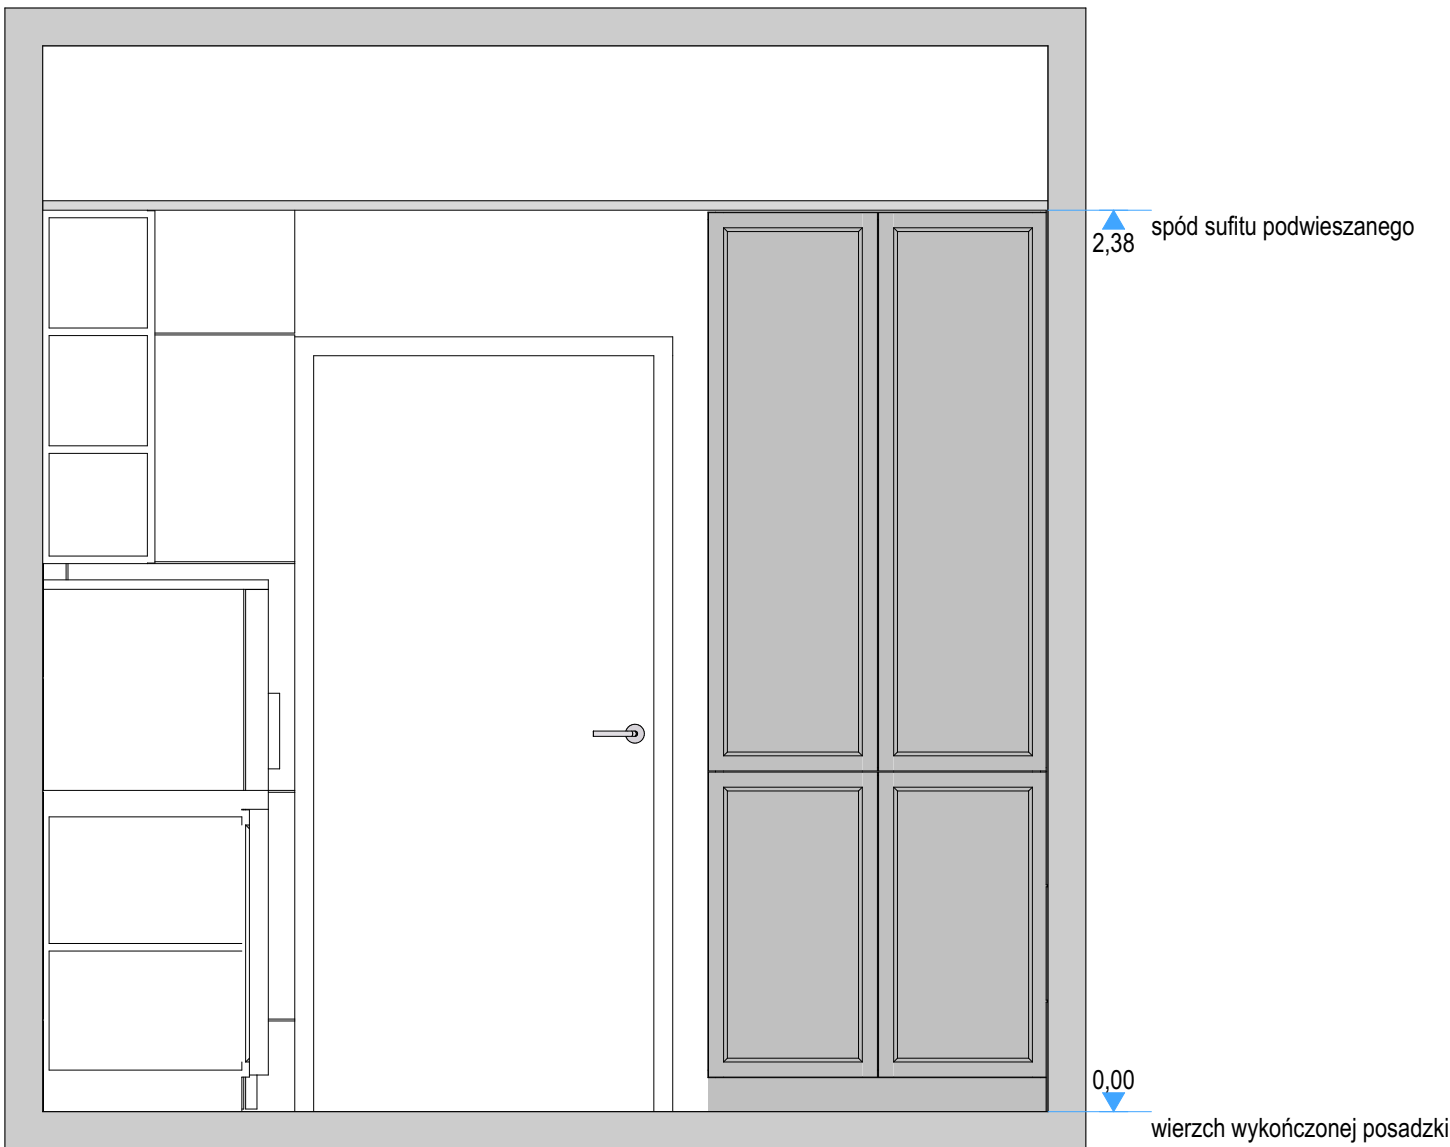 spód sufitu podwieszanego
2,38
0,00
wierzch wykończonej posadzki